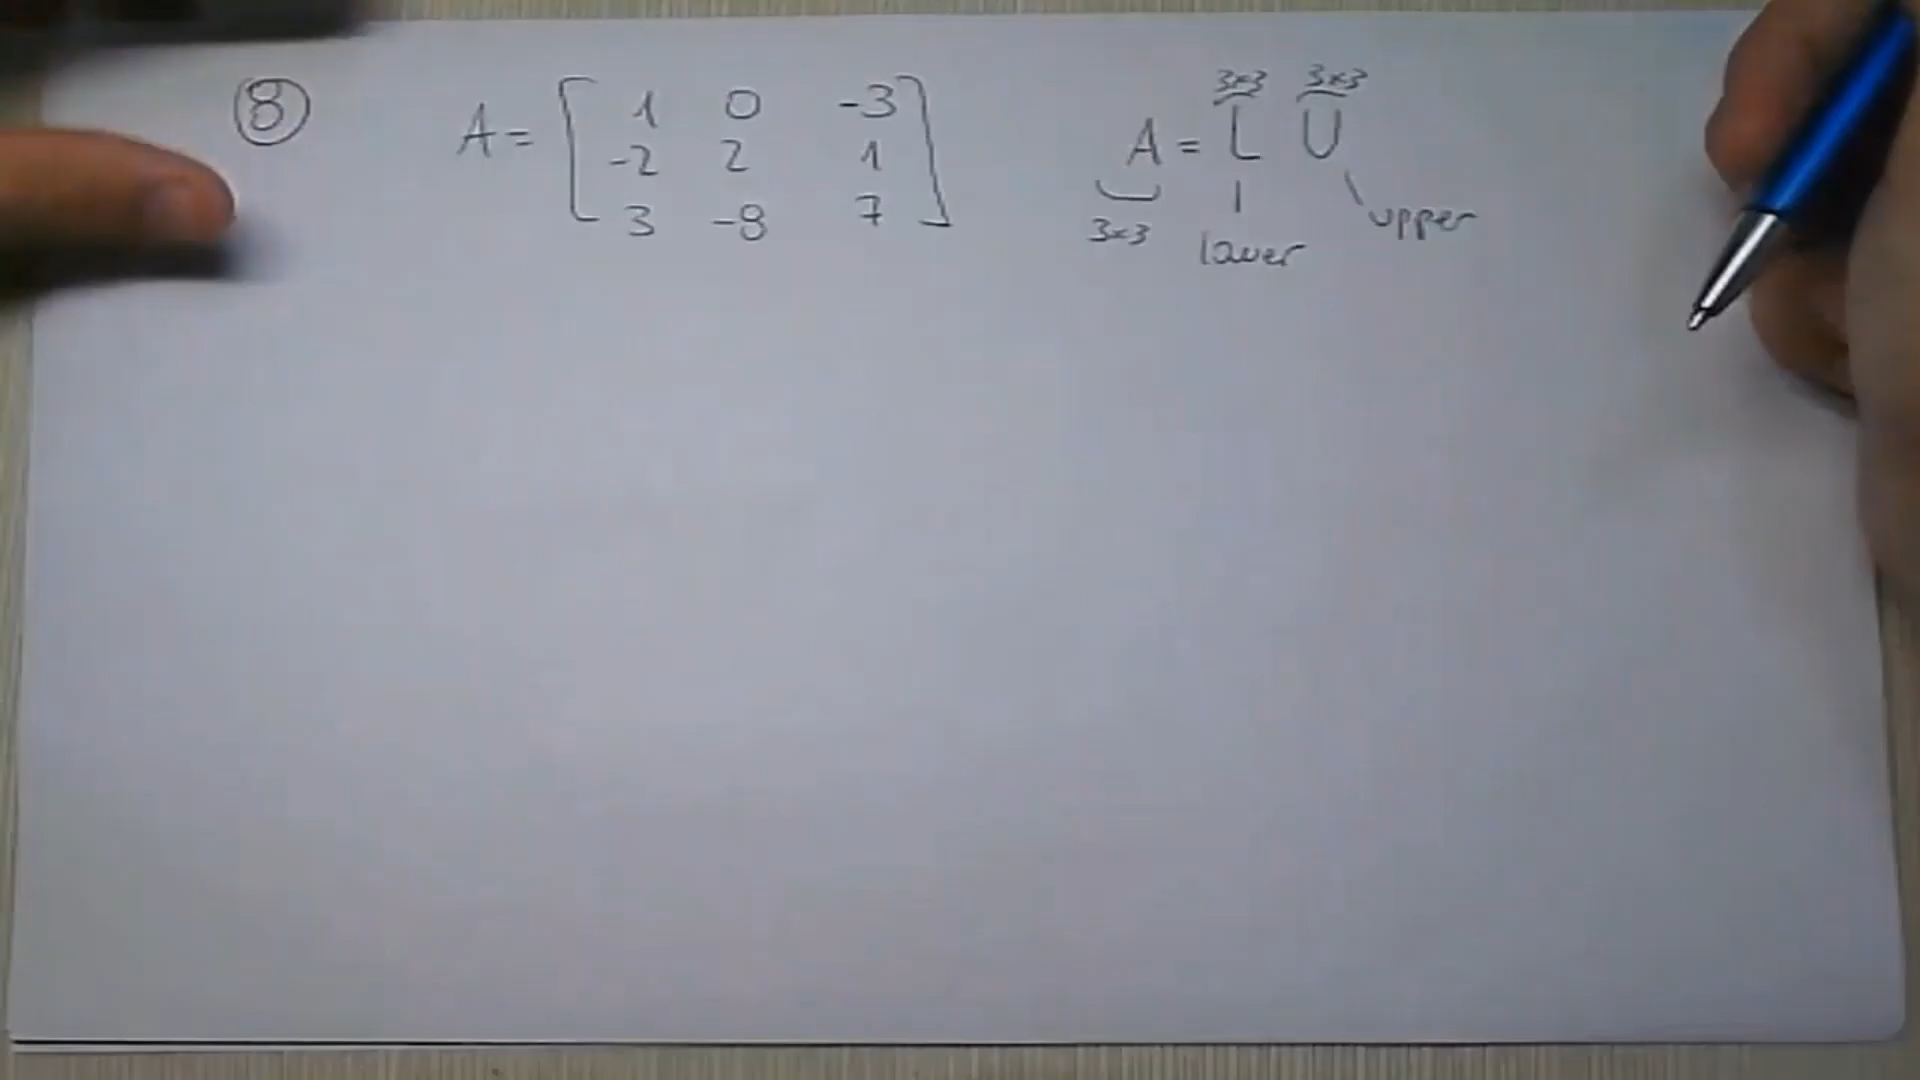 ⑧ A = [ 1 0 -3
-2 2 1
3 -8 7 ]
3×3 3×3
A = L U
3×3 lower upper